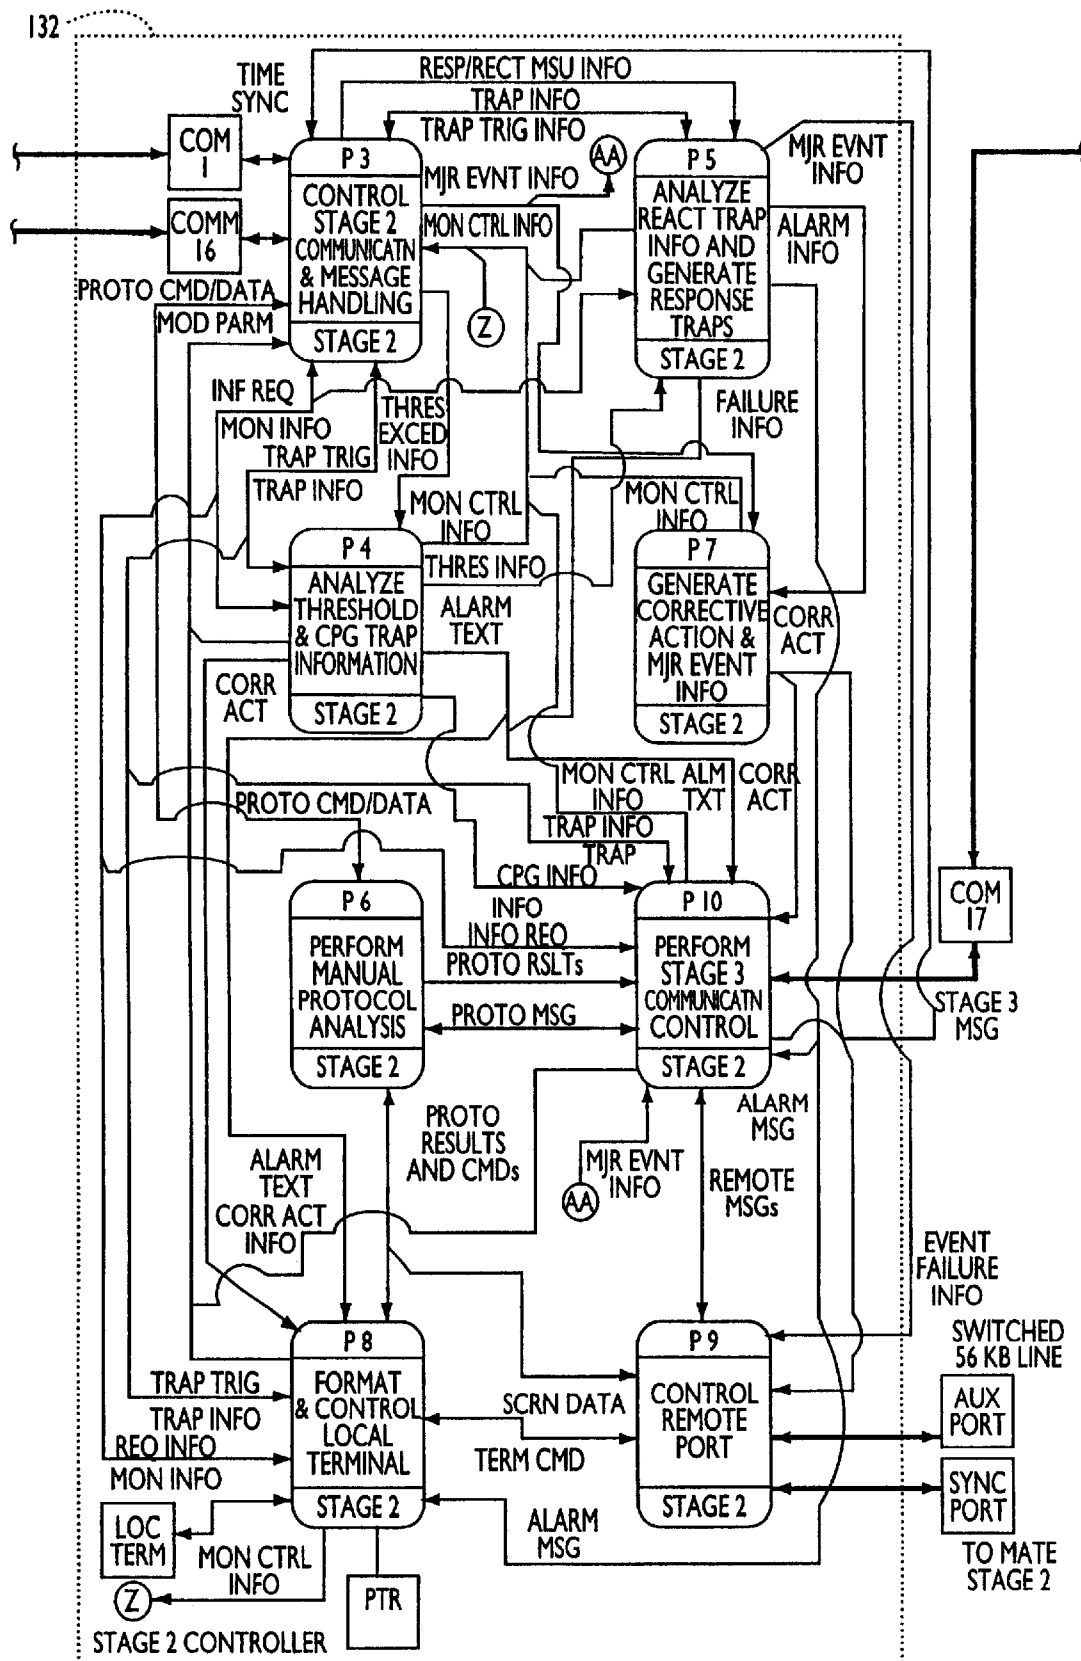 132
RESP/RECT MSU INFO
TIME
SYNC
TRAP INFO
TRAP TRIG INFO
COM
1
P 3
CONTROL
STAGE 2
COMMUNICATN
& MESSAGE
HANDLING
STAGE 2
MJR EVNT INFO
AA
MON CTRL INFO
P 5
ANALYZE
REACT TRAP
INFO AND
GENERATE
RESPONSE
TRAPS
STAGE 2
MJR EVNT
INFO
ALARM
INFO
COMM
16
PROTO CMD/DATA
MOD PARM
Z
INF REQ
MON INFO
TRAP TRIG
TRAP INFO
THRES
EXCED
INFO
FAILURE
INFO
MON CTRL
INFO
MON CTRL
INFO
P 4
ANALYZE
THRESHOLD
& CPG TRAP
INFORMATION
STAGE 2
THRES INFO
ALARM
TEXT
P 7
GENERATE
CORRECTIVE
ACTION &
MJR EVENT
INFO
STAGE 2
CORR
ACT
CORR
ACT
MON CTRL
INFO
ALM
TXT
CORR
ACT
PROTO CMD/DATA
TRAP INFO
TRAP
CPG INFO
INFO
INFO REQ
PROTO RSLTs
PROTO MSG
P 6
PERFORM
MANUAL
PROTOCOL
ANALYSIS
STAGE 2
P 10
PERFORM
STAGE 3
COMMUNICATN
CONTROL
STAGE 2
COM
17
STAGE 3
MSG
ALARM
MSG
PROTO
RESULTS
AND CMDs
ALARM
TEXT
CORR ACT
INFO
MJR EVNT
INFO
AA
REMOTE
MSGs
EVENT
FAILURE
INFO
P 8
FORMAT
& CONTROL
LOCAL
TERMINAL
STAGE 2
P 9
CONTROL
REMOTE
PORT
STAGE 2
SWITCHED
56 KB LINE
AUX
PORT
SYNC
PORT
TO MATE
STAGE 2
TRAP TRIG
TRAP INFO
REQ INFO
MON INFO
SCRN DATA
TERM CMD
LOC
TERM
ALARM
MSG
MON CTRL
INFO
Z
PTR
STAGE 2 CONTROLLER